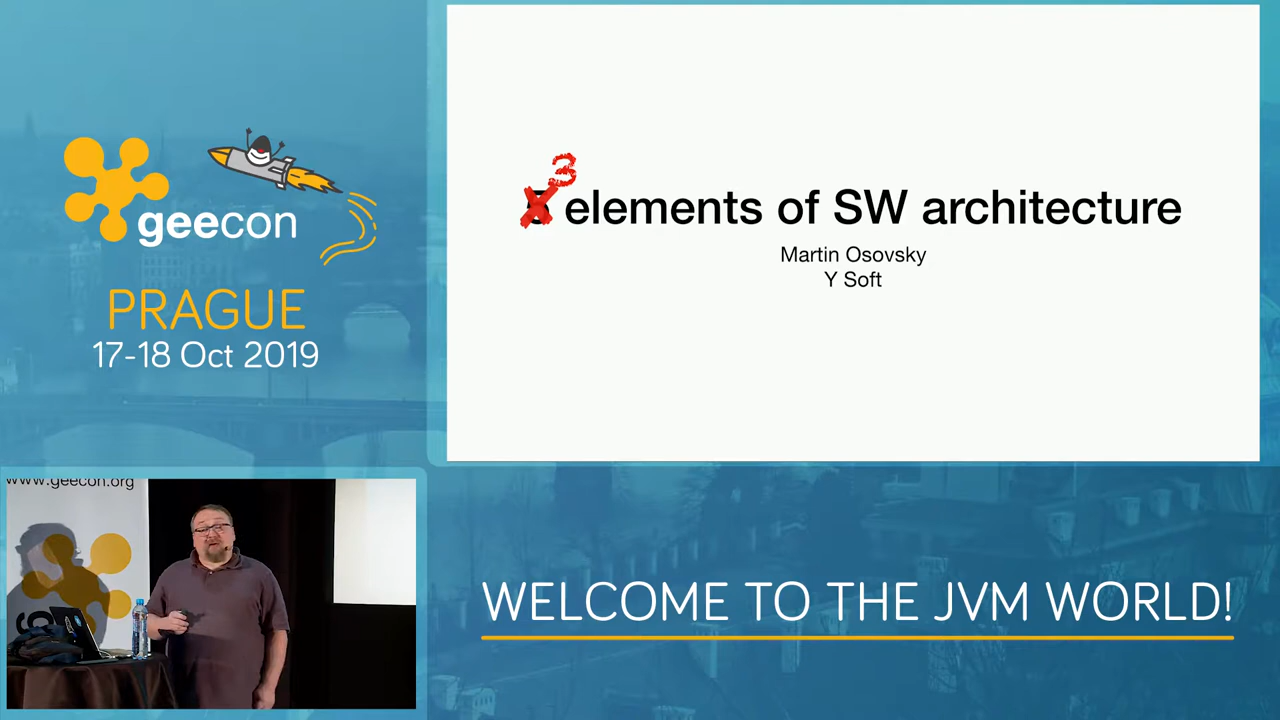 geecon
PRAGUE
17-18 Oct 2019
3
5 elements of SW architecture
Martin Osovsky
Y Soft
www.geecon.org
WELCOME TO THE JVM WORLD!